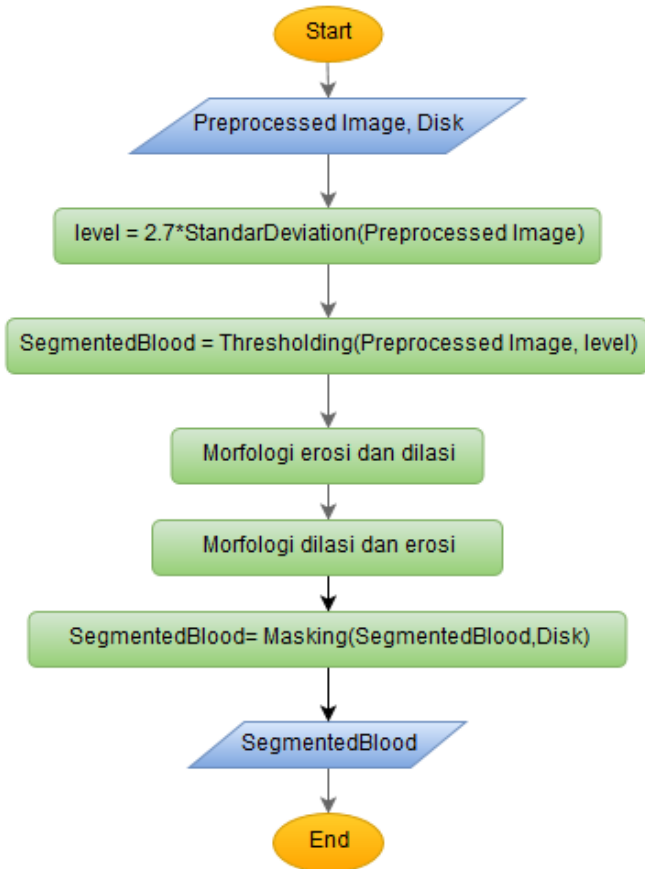 Start
Preprocessed Image, Disk
level = 2.7*StandarDeviation(Preprocessed Image)
SegmentedBlood = Thresholding(Preprocessed Image, level)
Morfologi erosi dan dilasi
Morfologi dilasi dan erosi
SegmentedBlood= Masking(SegmentedBlood,Disk)
SegmentedBlood
End